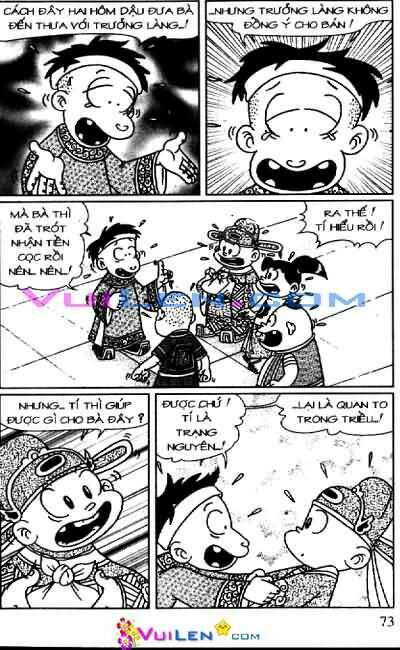 CÁCH ĐÂY HAI HÔM DẬU ĐƯA BÀ
ĐẾN THƯA VỚI TRƯỞNG LÀNG...!
...NHƯNG TRƯỞNG LÀNG KHÔNG
ĐỒNG Ý CHO BÁN!
MÀ BÀ THÌ
ĐÃ TRÓT
NHẬN TIỀN
CỌC RỒI
NÊN... NÊN!
RA THẾ!
TÍ HIỂU RỒI!
VUILEN.COM
NHƯNG... TÍ THÌ GIÚP
ĐƯỢC GÌ CHO BÀ ĐÂY?
ĐƯỢC CHỨ!
TÍ LÀ
TRẠNG
NGUYÊN...!
...LẠI LÀ QUAN TO
TRONG TRIỀU...!
73
VUILEN.COM